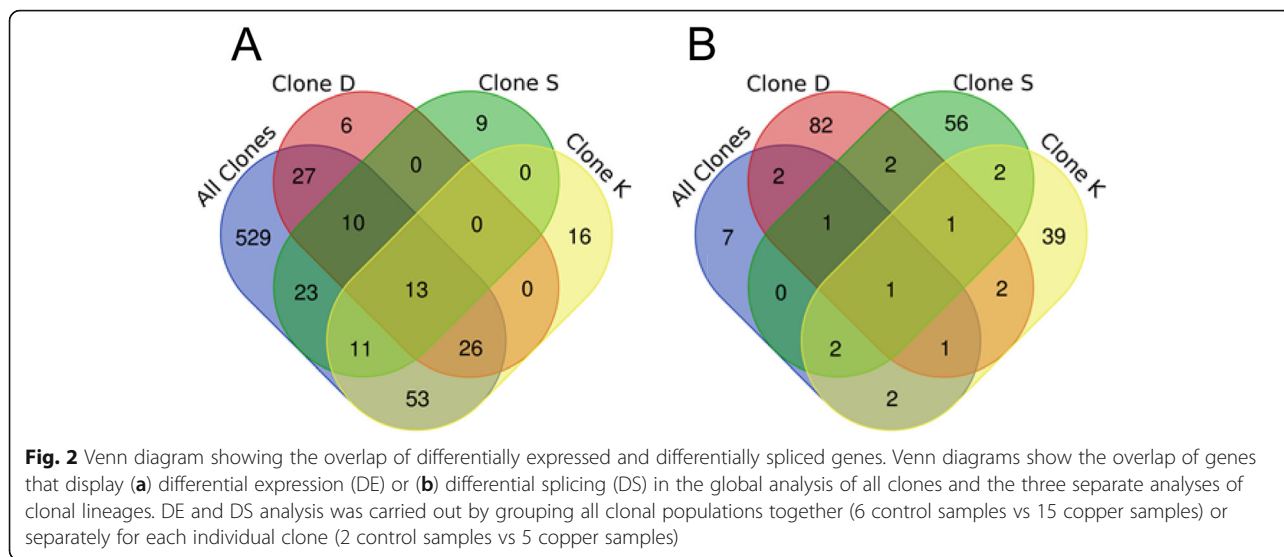 A
B
Clone D
Clone S
Clone D
Clone S
All Clones
Clone K
All Clones
Clone K
6
9
82
56
27
0
0
2
2
2
529
10
0
16
7
1
1
39
23
13
0
0
1
2
11
26
2
1
53
2
Fig. 2 Venn diagram showing the overlap of differentially expressed and differentially spliced genes. Venn diagrams show the overlap of genes
that display (a) differential expression (DE) or (b) differential splicing (DS) in the global analysis of all clones and the three separate analyses of
clonal lineages. DE and DS analysis was carried out by grouping all clonal populations together (6 control samples vs 15 copper samples) or
separately for each individual clone (2 control samples vs 5 copper samples)